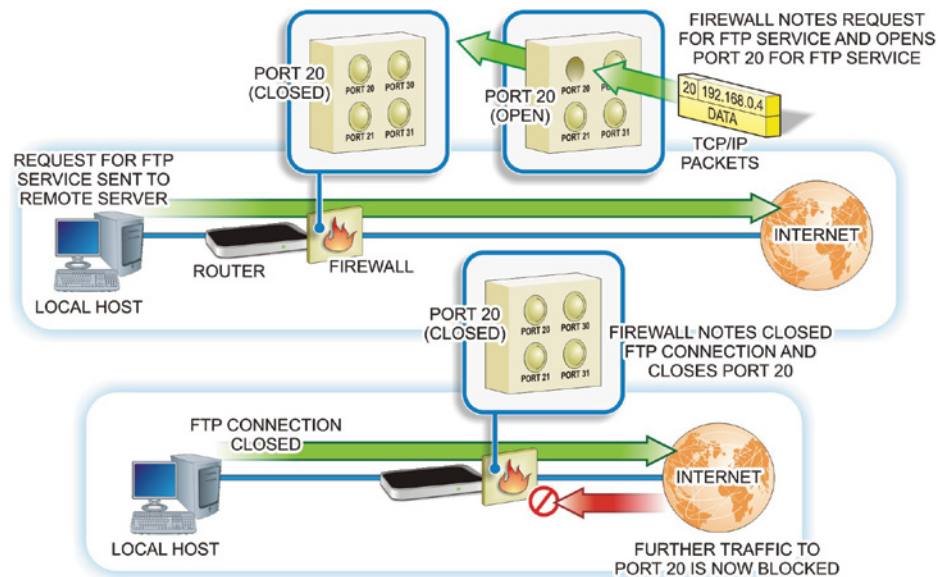 FIREWALL NOTES REQUEST
FOR FTP SERVICE AND OPENS
PORT 20 FOR FTP SERVICE
PORT 20
(CLOSED)
PORT 20 PORT 30
PORT 21 PORT 31
PORT 20
(OPEN)
PORT 20
PORT 21 PORT 31
20 192.168.0.4
DATA
TCP/IP
PACKETS
REQUEST FOR FTP
SERVICE SENT TO
REMOTE SERVER
LOCAL HOST
ROUTER
FIREWALL
INTERNET
PORT 20
(CLOSED)
PORT 20 PORT 30
PORT 21 PORT 31
FIREWALL NOTES CLOSED
FTP CONNECTION AND
CLOSES PORT 20
FTP CONNECTION
CLOSED
LOCAL HOST
INTERNET
FURTHER TRAFFIC TO
PORT 20 IS NOW BLOCKED